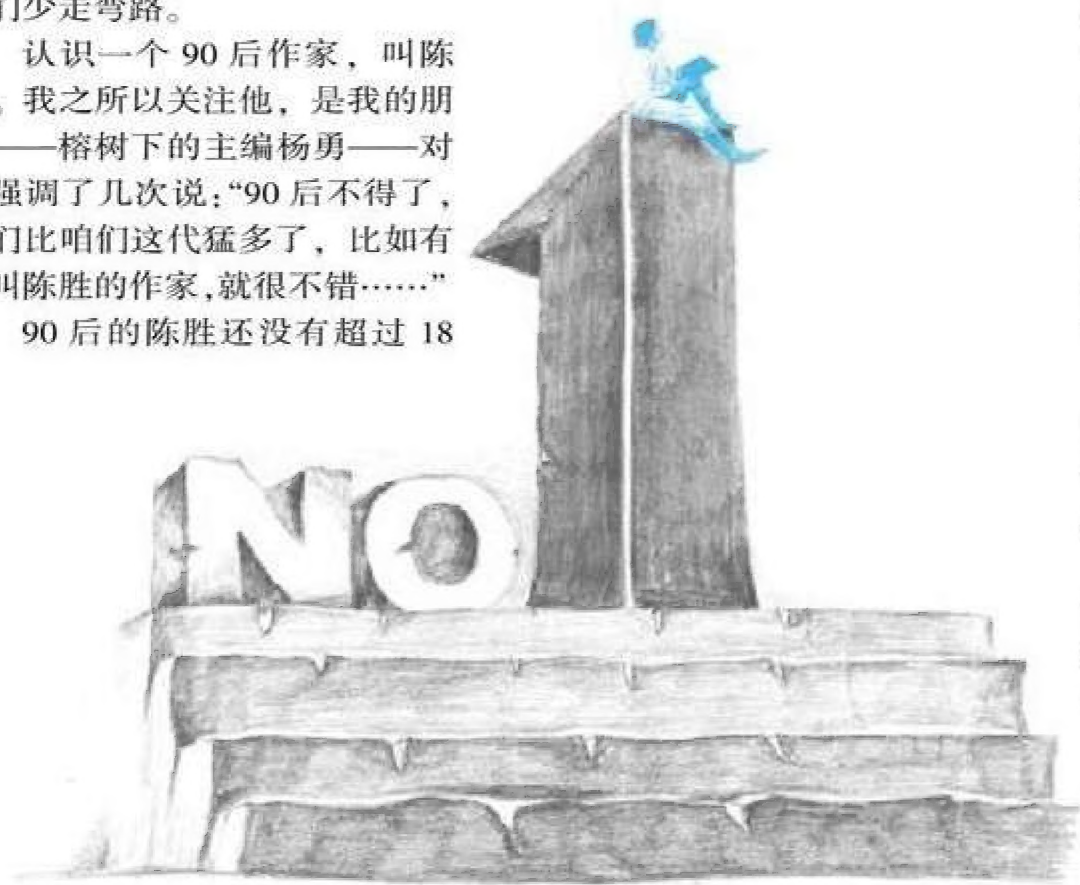 们少走弯路。
认识一个 90 后作家，叫陈
。我之所以关注他，是我的朋
——榕树下的主编杨勇——对
强调了几次说：“90 后不得了，
们比咱们这代猛多了，比如有
叫陈胜的作家，就很不错……”
90 后的陈胜还没有超过 18
NO1